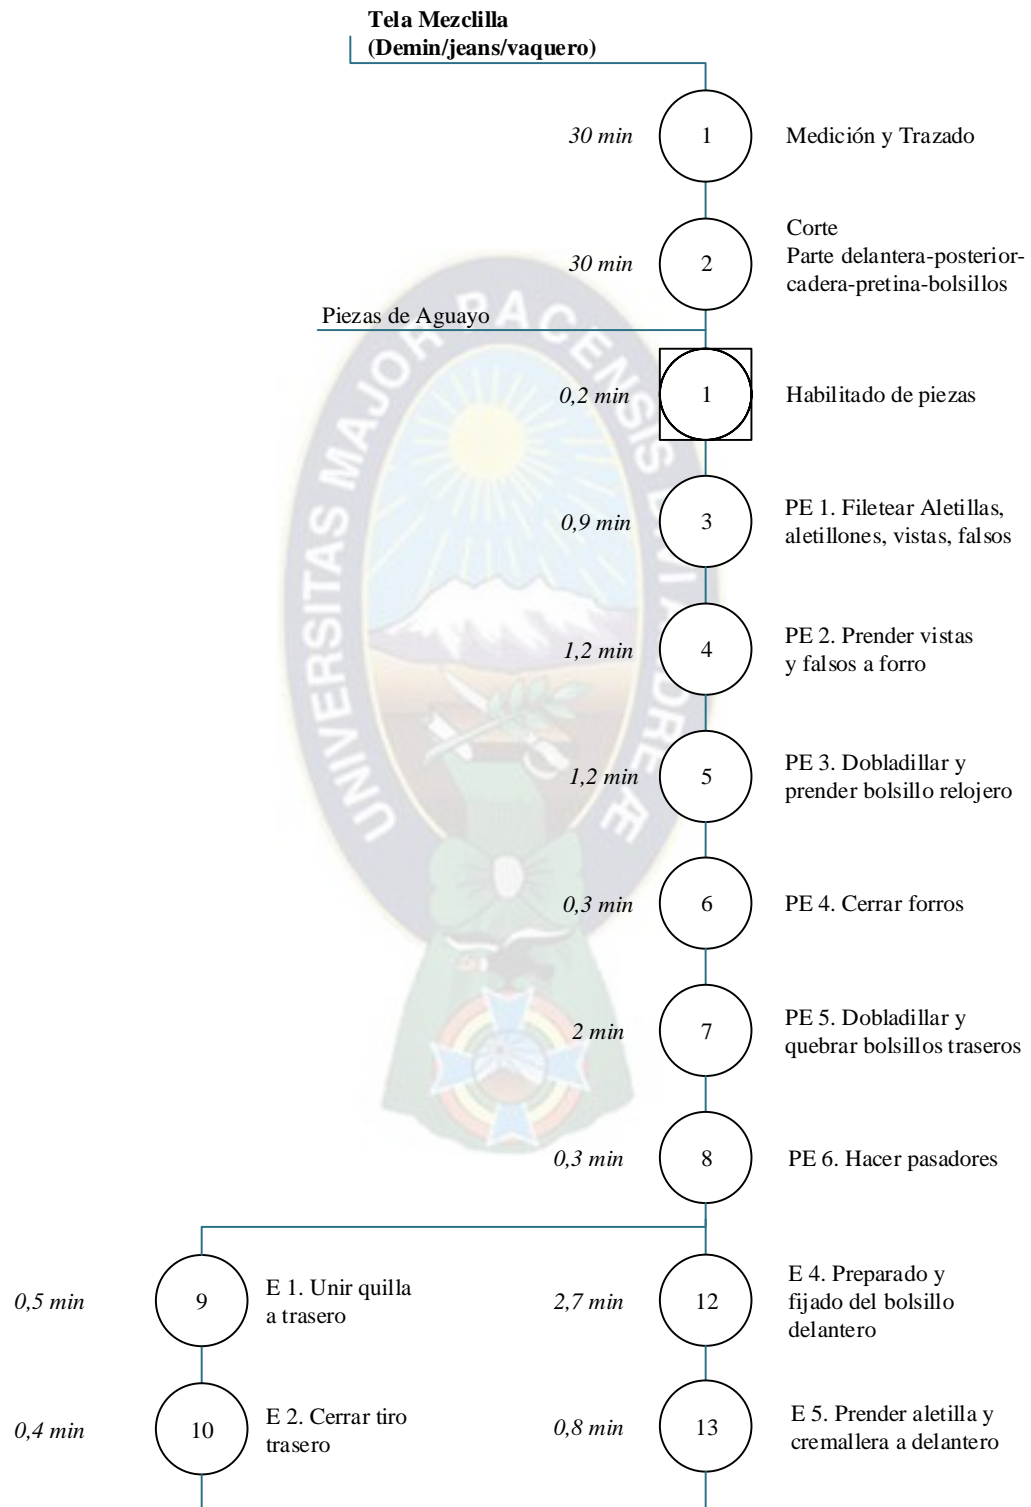 Tela Mezclilla
(Demin/jeans/vaquero)
30 min
1
Medición y Trazado
30 min
2
Corte
Parte delantera-posterior-
cadera-pretina-bolsillos
Piezas de Aguayo
0,2 min
1
Habilitado de piezas
0,9 min
3
PE 1. Filetear Aletillas,
aletillones, vistas, falsos
1,2 min
4
PE 2. Prender vistas
y falsos a forro
1,2 min
5
PE 3. Dobladillar y
prender bolsillo relojero
0,3 min
6
PE 4. Cerrar forros
2 min
7
PE 5. Dobladillar y
quebrar bolsillos traseros
0,3 min
8
PE 6. Hacer pasadores
0,5 min
9
E 1. Unir quilla
a trasero
2,7 min
12
E 4. Preparado y
fijado del bolsillo
delantero
0,4 min
10
E 2. Cerrar tiro
trasero
0,8 min
13
E 5. Prender aletilla y
cremallera a delantero
UNIVERSITAS MAJOR PACENSIS DIVI ANDREÆ